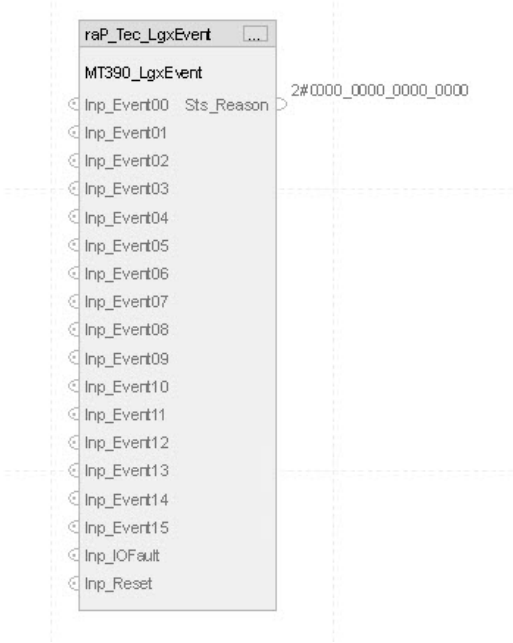 raP_Tec_LgxEvent ...
MT390_LgxEvent
2#0000_0000_0000_0000
Inp_Event00 Sts_Reason
Inp_Event01
Inp_Event02
Inp_Event03
Inp_Event04
Inp_Event05
Inp_Event06
Inp_Event07
Inp_Event08
Inp_Event09
Inp_Event10
Inp_Event11
Inp_Event12
Inp_Event13
Inp_Event14
Inp_Event15
Inp_IOFault
Inp_Reset